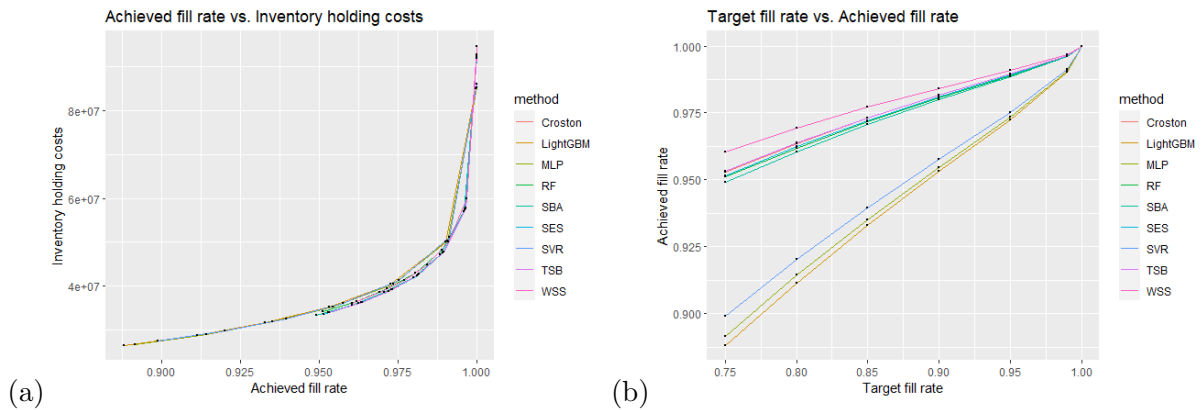 Achieved fill rate vs. Inventory holding costs
Inventory holding costs
8e+07
6e+07
4e+07
0.900 0.925 0.950 0.975 1.000
Achieved fill rate
method
Croston
LightGBM
MLP
RF
SBA
SES
SVR
TSB
WSS
(a)
Target fill rate vs. Achieved fill rate
Achieved fill rate
1.000
0.975
0.950
0.925
0.900
0.75 0.80 0.85 0.90 0.95 1.00
Target fill rate
method
Croston
LightGBM
MLP
RF
SBA
SES
SVR
TSB
WSS
(b)